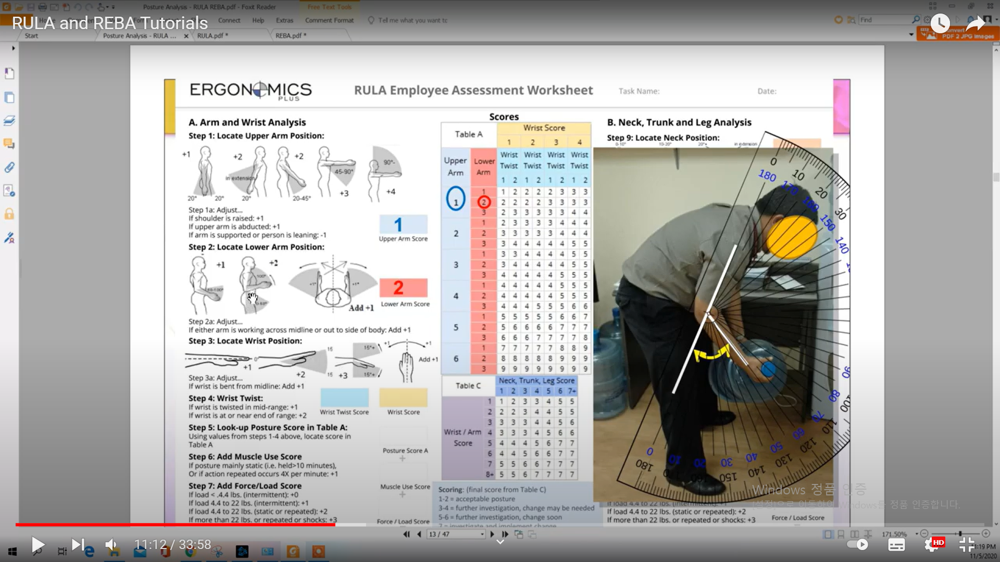 Posture Analysis - RULA REBA.pdf - Foxit Reader
Free Text Tools
RULA and REBA Tutorials
Connect
Help
Extras
Comment Format
Tell me what you want tc
Find
Start
Posture Analysis - RULA ...
RULA.pdf *
REBA.pdf *
PDF 2 JPG Images
ERGONOMICS
PLUS
RULA Employee Assessment Worksheet
Task Name:
Date:
A. Arm and Wrist Analysis
Step 1: Locate Upper Arm Position:
+1
+2
+2
+3
90°-
+4
in extension
45-90°
20°
20°
20°
20-45°
Step 1a: Adjust...
If shoulder is raised: +1
If upper arm is abducted: +1
If arm is supported or person is leaning: -1
1
Upper Arm Score
Step 2: Locate Lower Arm Position:
+1
+2
100°
+1°
+1°
Add +1
2
Lower Arm Score
Step 2a: Adjust...
If either arm is working across midline or out to side of body: Add +1
Step 3: Locate Wrist Position:
+1
0°
+2
15
15
+3
15°+
15°+
+1
+1
Add +1
Step 3a: Adjust...
If wrist is bent from midline: Add +1
Step 4: Wrist Twist:
If wrist is twisted in mid-range: +1
If wrist is at or near end of range: +2
Wrist Twist Score
Wrist Score
Step 5: Look-up Posture Score in Table A:
Using values from steps 1-4 above, locate score in
Table A
Posture Score A
+
Step 6: Add Muscle Use Score
If posture mainly static (i.e. held>10 minutes),
Or if action repeated occurs 4X per minute: +1
Muscle Use Score
+
Step 7: Add Force/Load Score
If load < .4.4 lbs. (intermittent): +0
If load 4.4 to 22 lbs. (intermittent): +1
If load 4.4 to 22 lbs. (static or repeated): +2
If more than 22 lbs. or repeated or shocks: +3
Force / Load Score
Scores
Table A
Wrist Score
1 2 3 4
Upper Arm
Lower Arm
Wrist Twist Wrist Twist Wrist Twist Wrist Twist
1 2 1 2 1 2 1 2
1 1 1 2 2 2 2 3 3 3
2 2 2 2 2 3 3 3 3
3 2 3 3 3 3 3 4 4
2 1 2 3 3 3 3 4 4 4
2 3 3 3 3 3 4 4 4
3 3 4 4 4 4 4 5 5
3 1 3 3 4 4 4 4 5 5
2 3 4 4 4 4 4 5 5
3 4 4 4 4 4 5 5 5
4 1 4 4 4 4 4 5 5 5
2 4 4 4 4 4 5 5 5
3 4 4 4 5 5 5 6 6
5 1 5 5 5 5 5 6 6 7
2 5 6 6 6 6 7 7 7
3 6 6 6 7 7 7 7 8
6 1 7 7 7 7 7 8 8 9
2 8 8 8 8 8 9 9 9
3 9 9 9 9 9 9 9 9
Table C
Neck, Trunk, Leg Score
1 2 3 4 5 6 7+
Wrist / Arm Score
1 1 2 3 3 4 5 5
2 2 2 3 4 4 5 5
3 3 3 3 4 4 5 6
4 3 3 3 4 5 6 6
5 4 4 4 5 6 7 7
6 4 4 5 6 6 7 7
7 5 5 6 6 7 7 7
8+ 5 5 6 7 7 7 7
Scoring: (final score from Table C)
1-2 = acceptable posture
3-4 = further investigation, change may be needed
5-6 = further investigation, change soon
7 = investigate and implement change
B. Neck, Trunk and Leg Analysis
Step 9: Locate Neck Position:
0-10°
10-20°
20°+
in extension
0 10 20 30
180 170 160 150 140
90 80 70 60 50 40 30 20 10 0
100 110 120 130 140 150 160 170 180
If load 4.4 to 22 lbs. (intermittent): +1
If load 4.4 to 22 lbs. (static or repeated): +2
If more than 22 lbs. or repeated or shocks: +3
Force / Load Score
Windows 정품 인증
[설정]으로 이동하여 Windows를 정품 인증합니다.
13 / 47
171.50%
11:12 / 33:58
HD
11:19 PM
11/5/2020